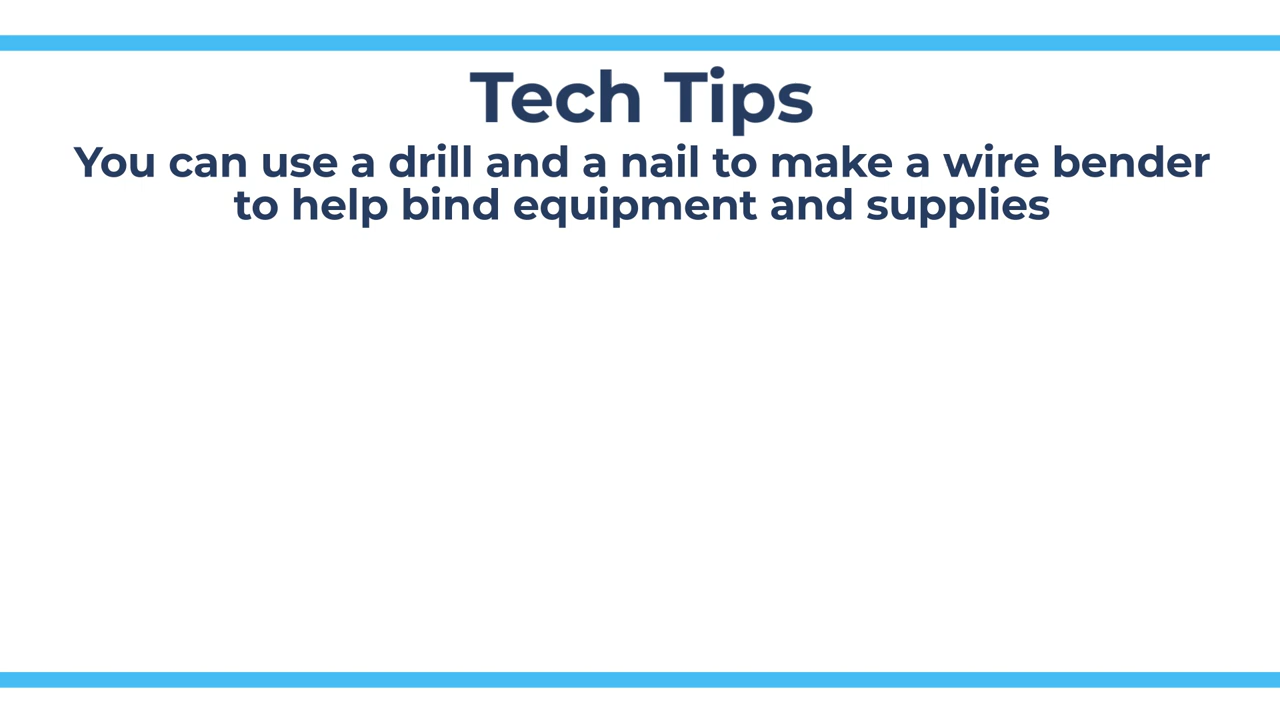 Tech Tips
You can use a drill and a nail to make a wire bender
to help bind equipment and supplies